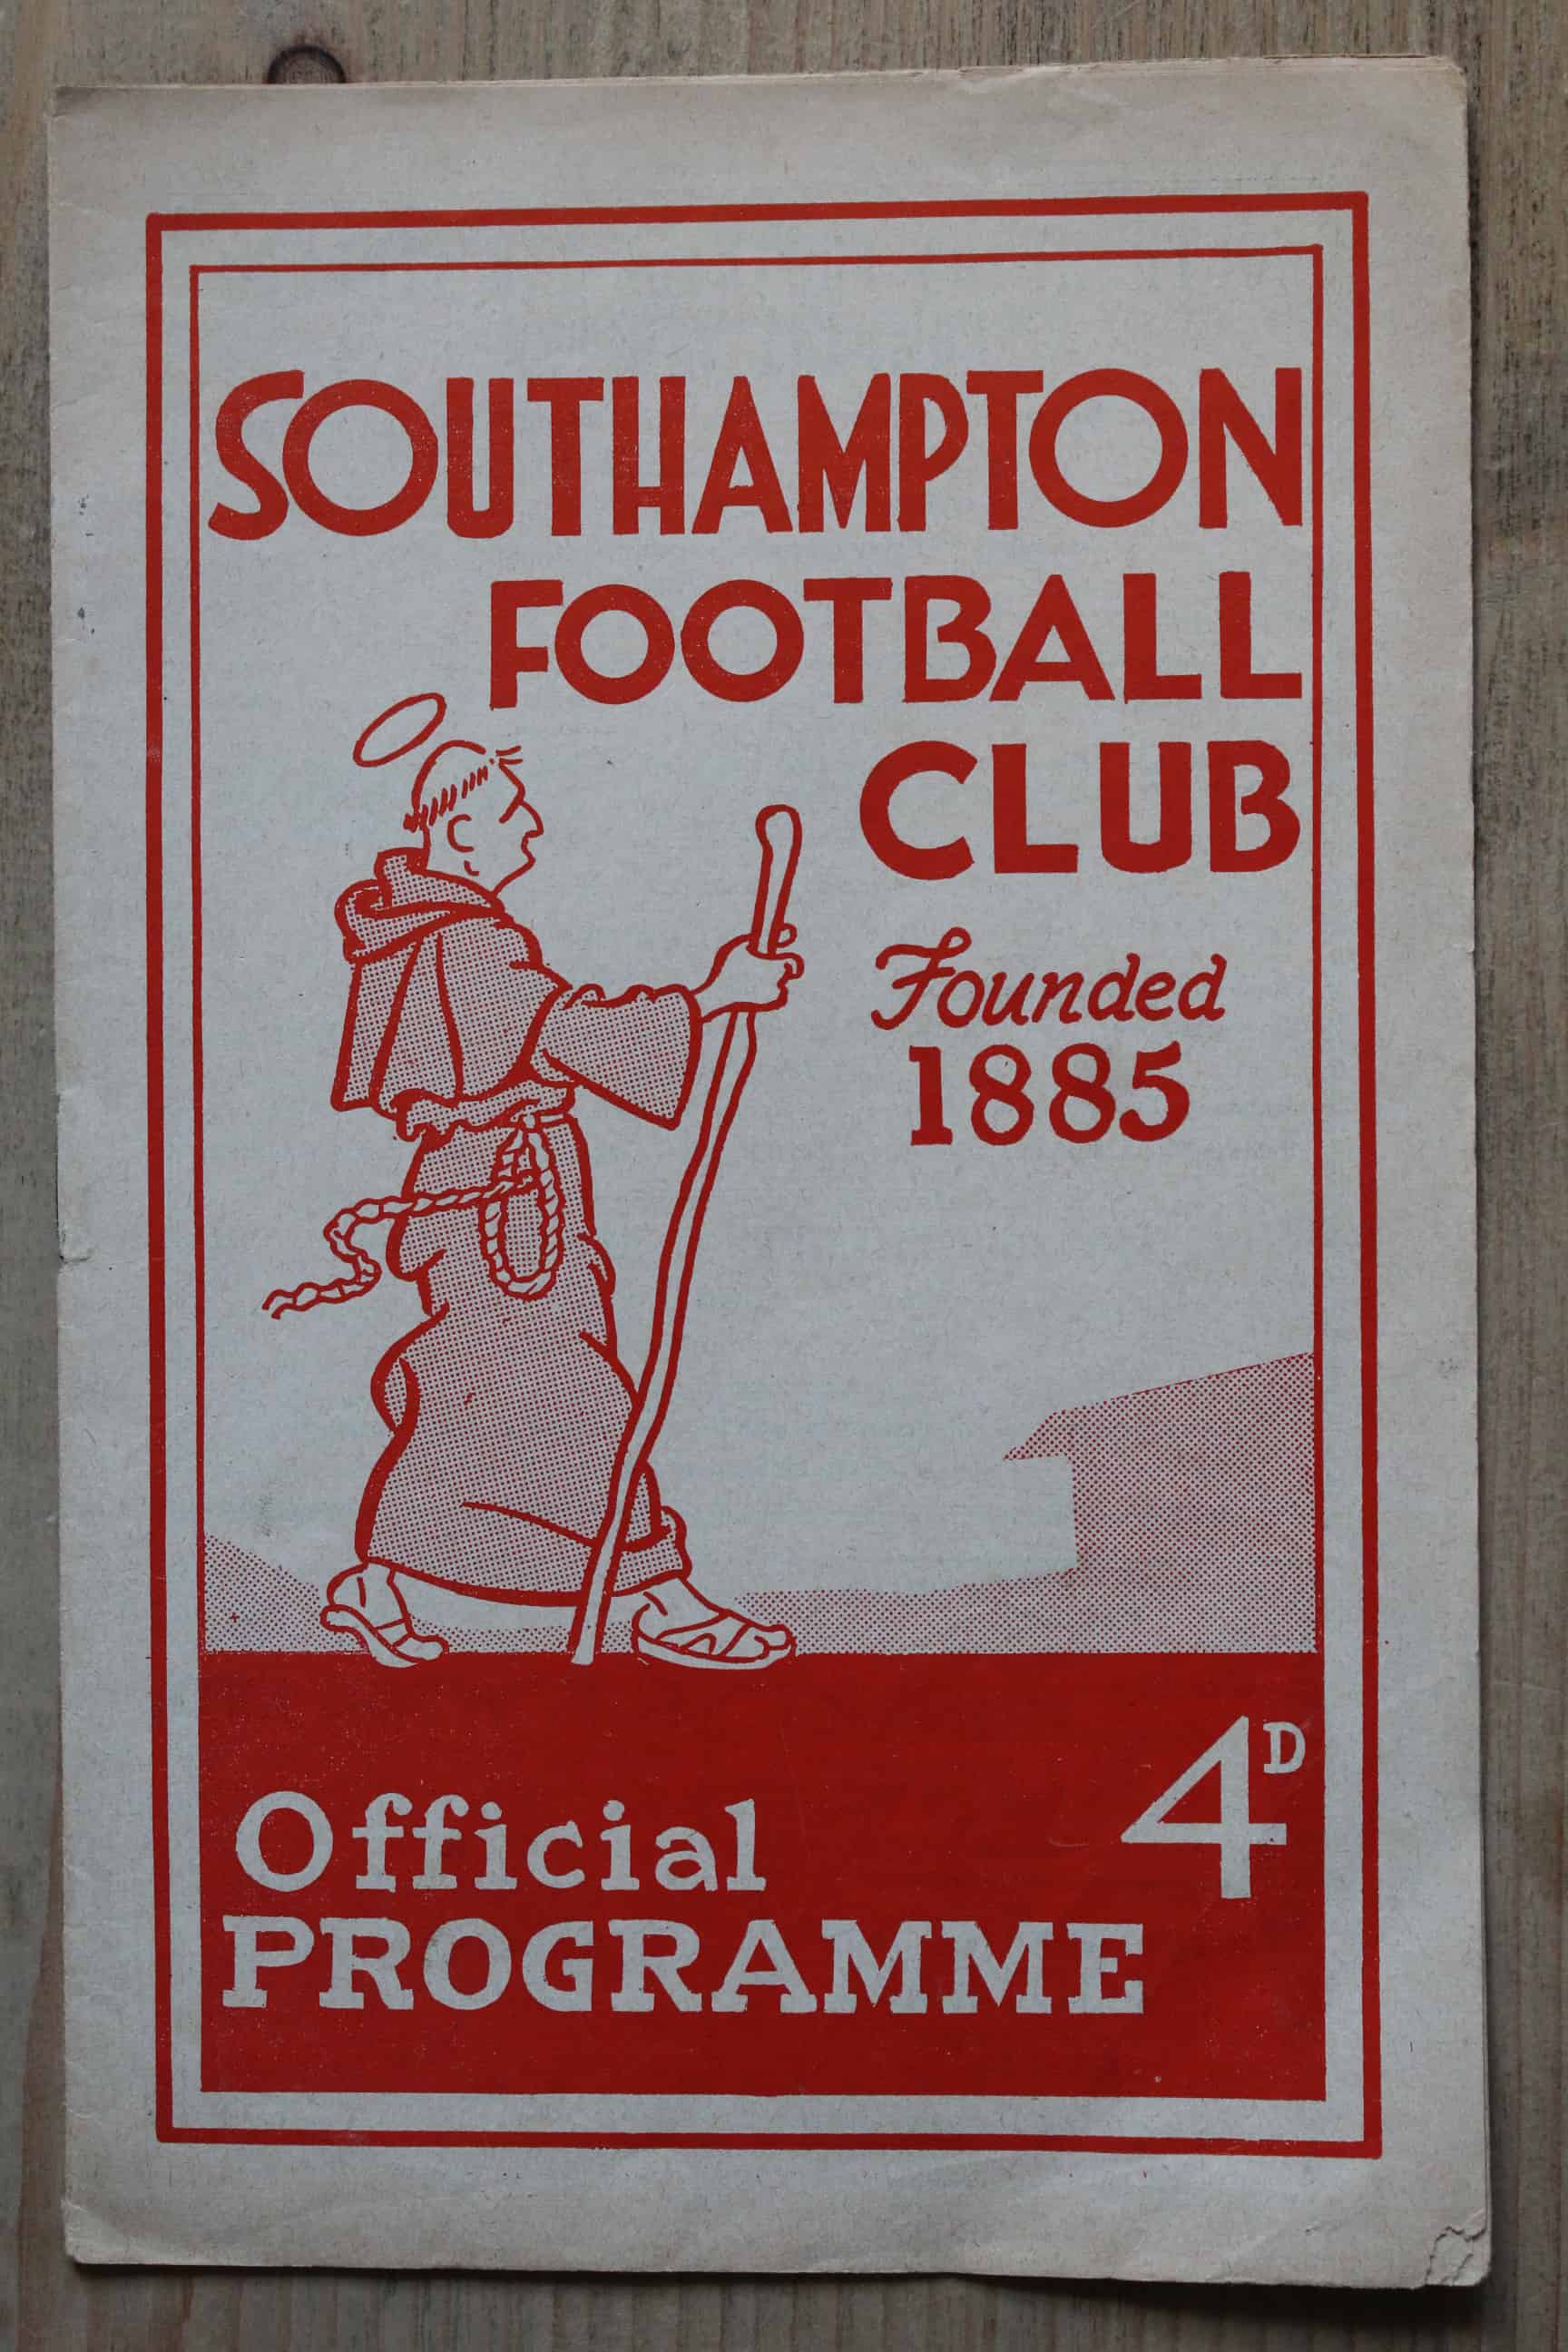 SOUTHAMPTON
FOOTBALL
CLUB
Founded
1885
4D
Official
PROGRAMME